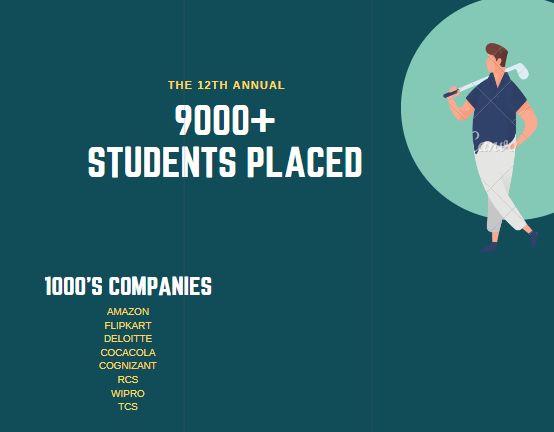 THE 12TH ANNUAL
9000+
STUDENTS PLACED
Canva
1000'S COMPANIES
AMAZON
FLIPKART
DELOITTE
COCACOLA
COGNIZANT
RCS
WIPRO
TCS